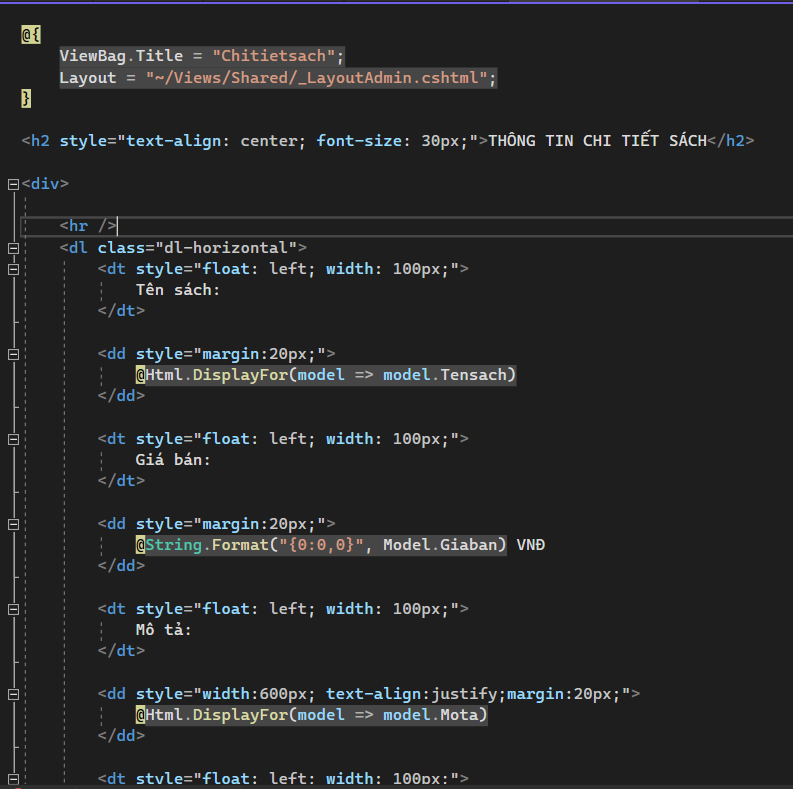 @{
ViewBag.Title = "Chitietsach";
Layout = "~/Views/Shared/_LayoutAdmin.cshtml";
}
<h2 style="text-align: center; font-size: 30px;">THÔNG TIN CHI TIẾT SÁCH</h2>
<div>
<hr />
<dl class="dl-horizontal">
<dt style="float: left; width: 100px;">
Tên sách:
</dt>
<dd style="margin:20px;">
@Html.DisplayFor(model => model.Tensach)
</dd>
<dt style="float: left; width: 100px;">
Giá bán:
</dt>
<dd style="margin:20px;">
@String.Format("{0:0,0}", Model.Giaban) VNĐ
</dd>
<dt style="float: left; width: 100px;">
Mô tả:
</dt>
<dd style="width:600px; text-align:justify;margin:20px;">
@Html.DisplayFor(model => model.Mota)
</dd>
<dt style="float: left; width: 100px;">